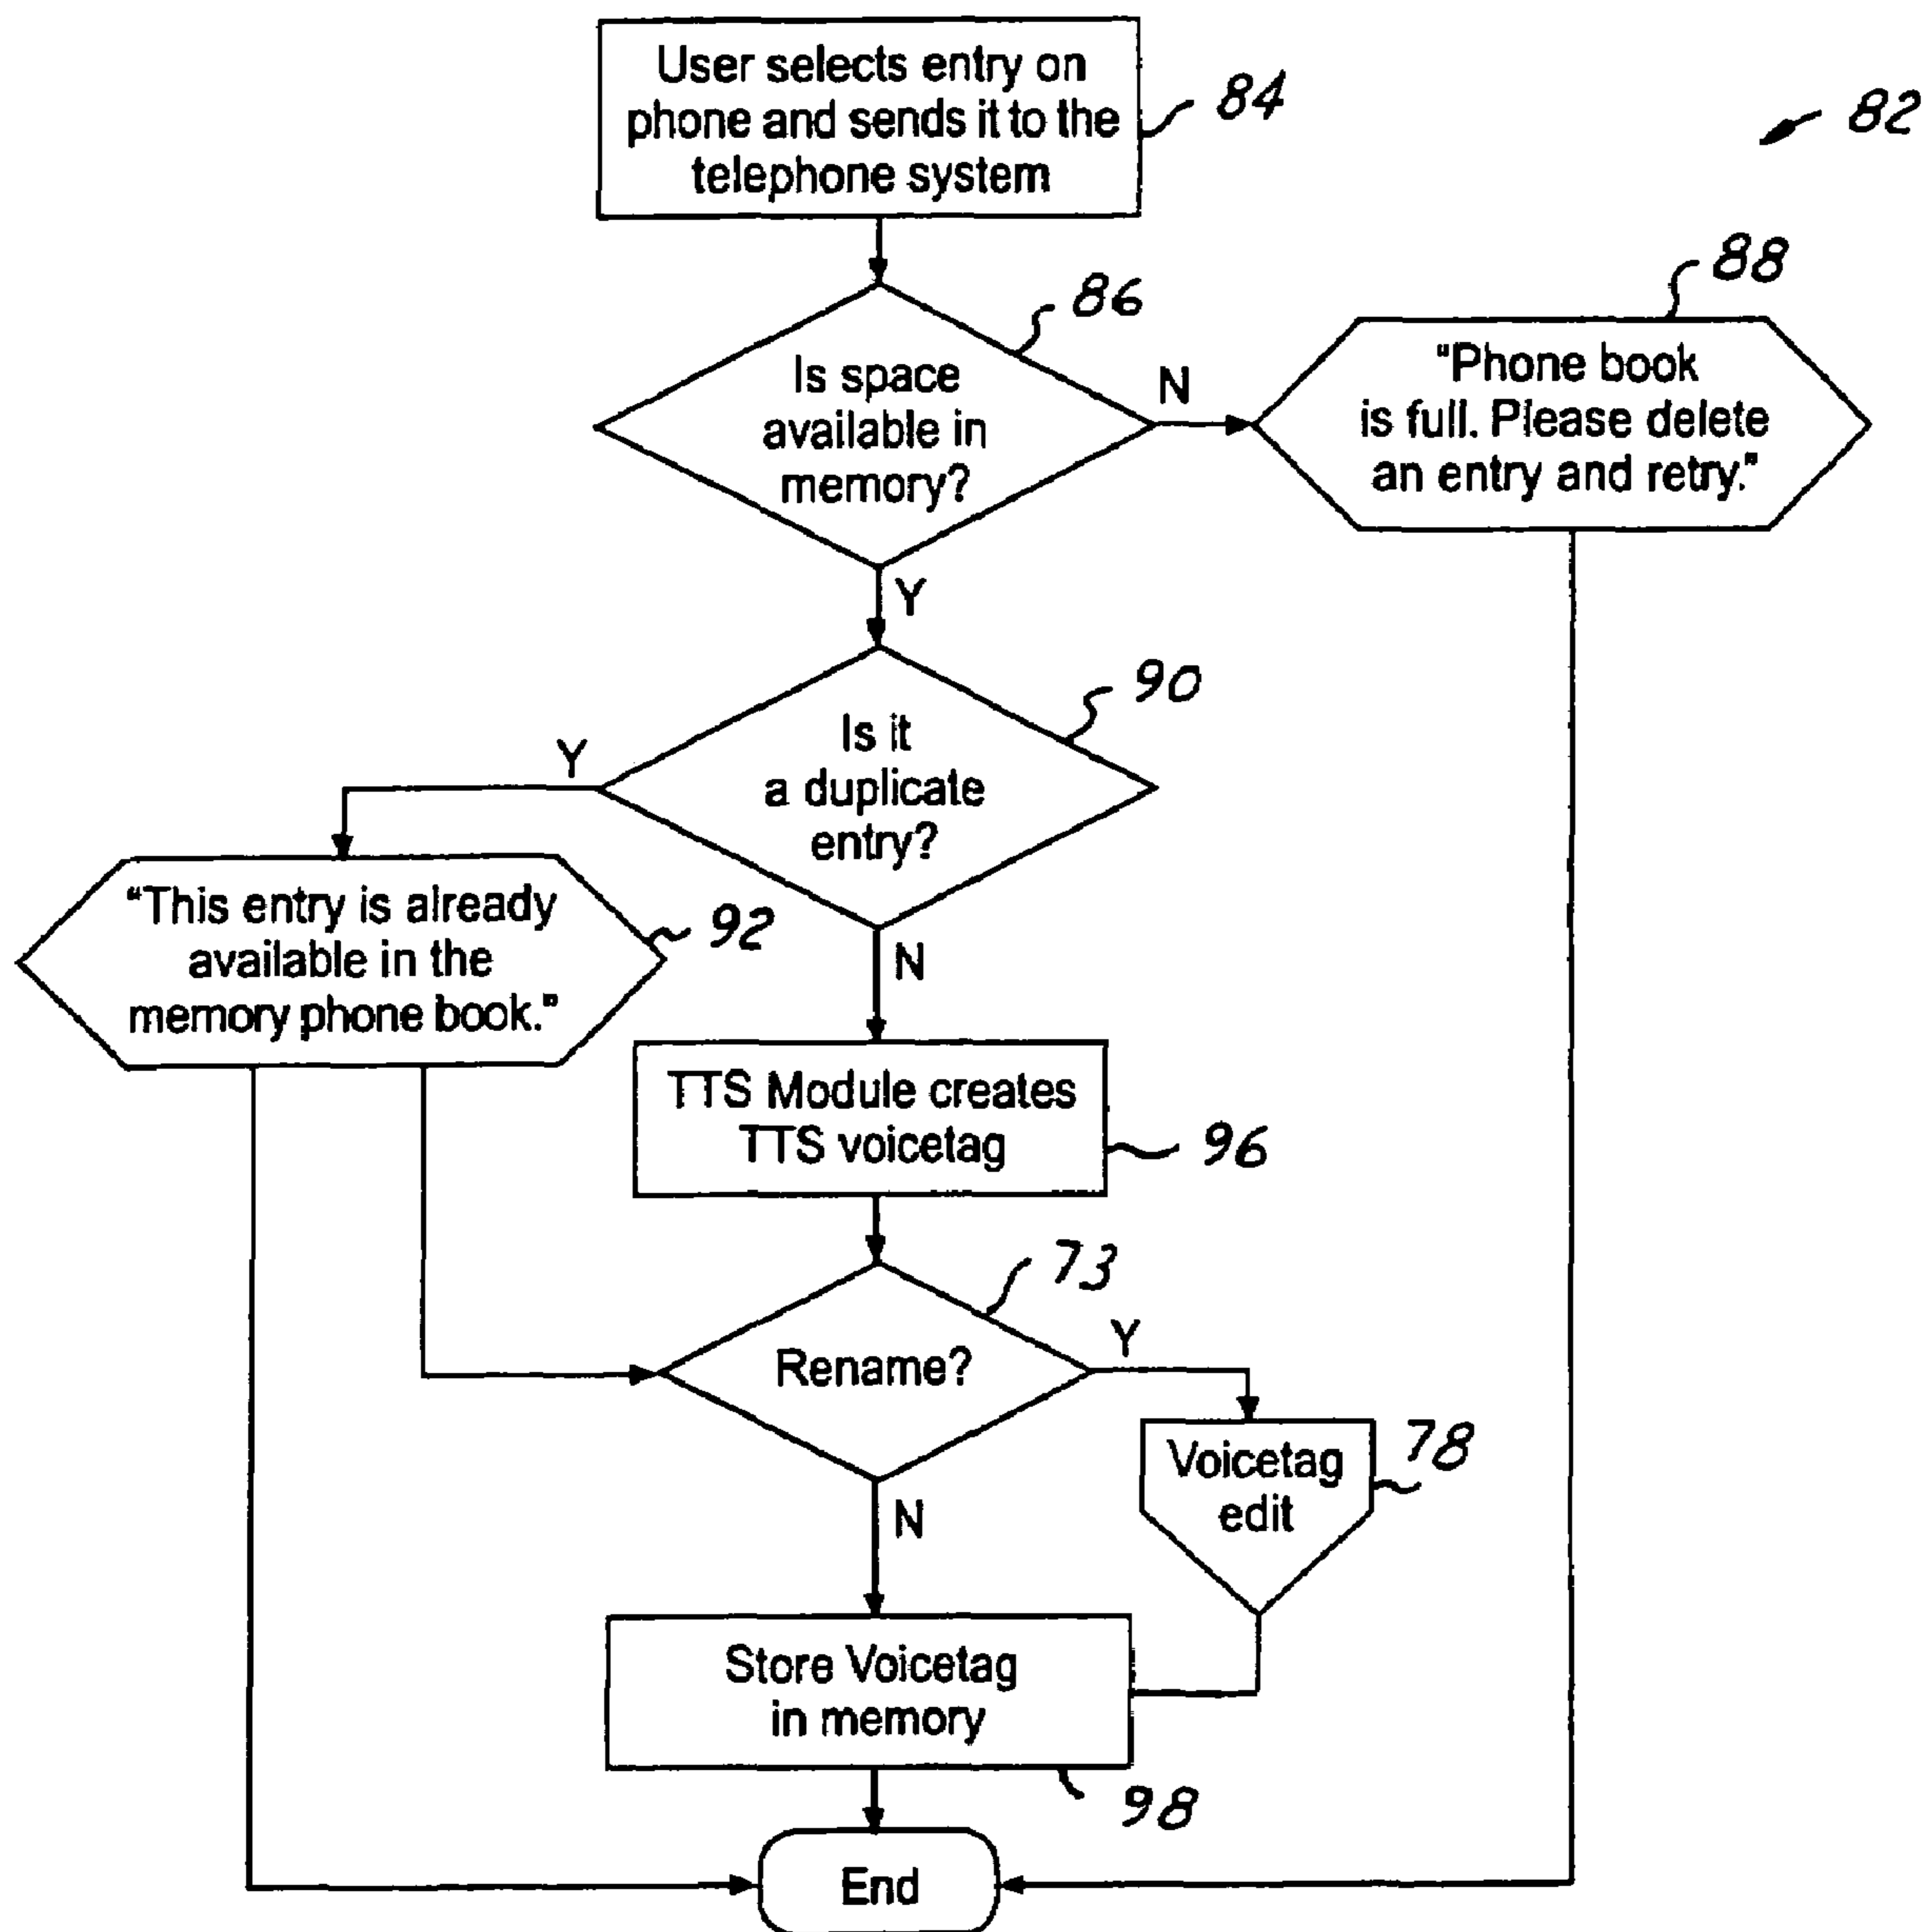 User selects entry on
phone and sends it to the
telephone system
84
82
86
Is space
available in
memory?
N
88
"Phone book
is full. Please delete
an entry and retry."
Y
90
Is it
a duplicate
entry?
Y
"This entry is already
available in the
memory phone book."
92
N
TTS Module creates
TTS voicetag
96
73
Rename?
Y
Voicetag
edit
78
N
Store Voicetag
in memory
98
End